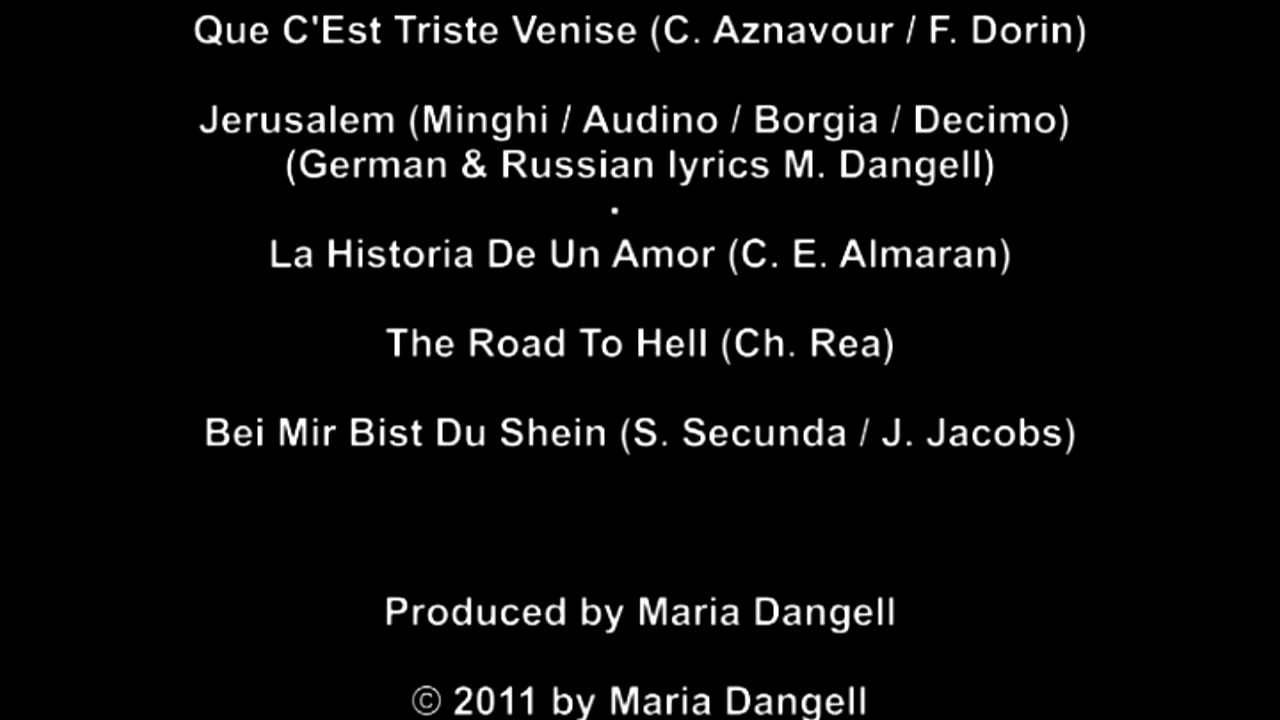 Que C'Est Triste Venise (C. Aznavour / F. Dorin)
Jerusalem (Minghi / Audino / Borgia / Decimo)
(German & Russian lyrics M. Dangell)
.
La Historia De Un Amor (C. E. Almaran)
The Road To Hell (Ch. Rea)
Bei Mir Bist Du Shein (S. Secunda / J. Jacobs)
Produced by Maria Dangell
© 2011 by Maria Dangell